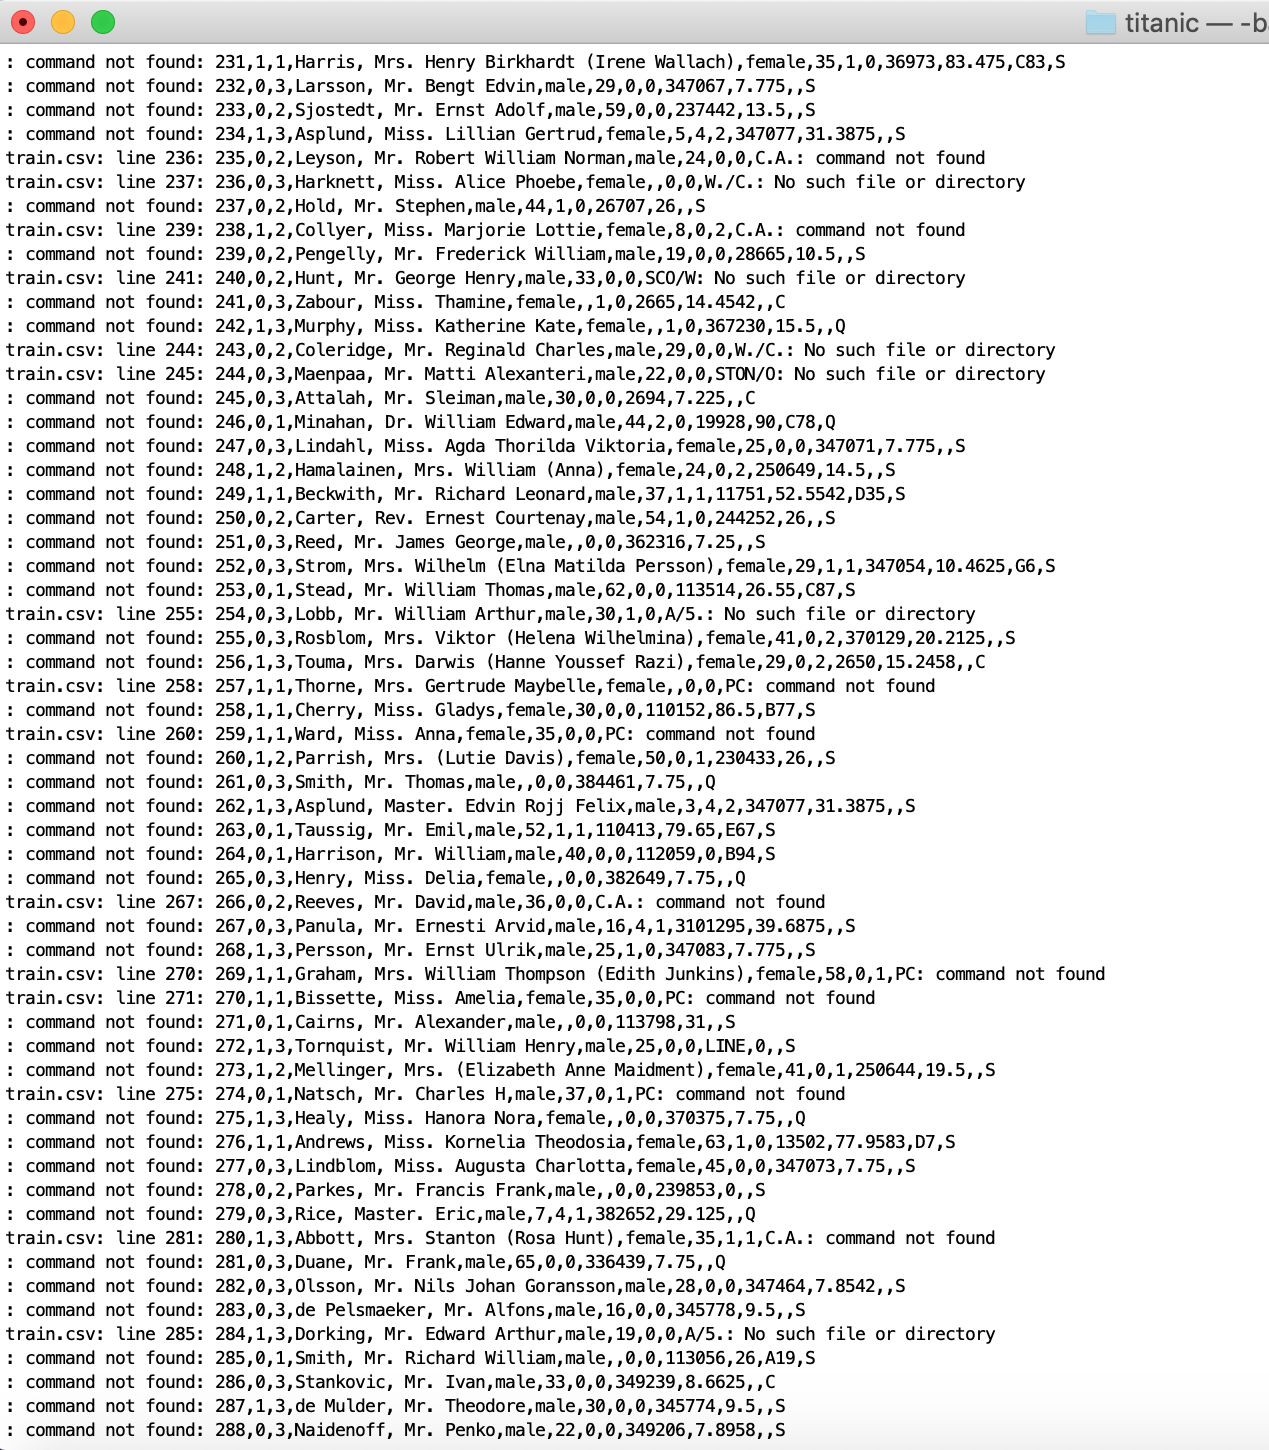 titanic — -b
: command not found: 231,1,1,Harris, Mrs. Henry Birkhardt (Irene Wallach),female,35,1,0,36973,83.475,C83,S
: command not found: 232,0,3,Larsson, Mr. Bengt Edvin,male,29,0,0,347067,7.775,,S
: command not found: 233,0,2,Sjostedt, Mr. Ernst Adolf,male,59,0,0,237442,13.5,,S
: command not found: 234,1,3,Asplund, Miss. Lillian Gertrud,female,5,4,2,347077,31.3875,,S
train.csv: line 236: 235,0,2,Leyson, Mr. Robert William Norman,male,24,0,0,C.A.: command not found
train.csv: line 237: 236,0,3,Harknett, Miss. Alice Phoebe,female,,0,0,W./C.: No such file or directory
: command not found: 237,0,2,Hold, Mr. Stephen,male,44,1,0,26707,26,,S
train.csv: line 239: 238,1,2,Collyer, Miss. Marjorie Lottie,female,8,0,2,C.A.: command not found
: command not found: 239,0,2,Pengelly, Mr. Frederick William,male,19,0,0,28665,10.5,,S
train.csv: line 241: 240,0,2,Hunt, Mr. George Henry,male,33,0,0,SCO/W: No such file or directory
: command not found: 241,0,3,Zabour, Miss. Thamine,female,,1,0,2665,14.4542,,C
: command not found: 242,1,3,Murphy, Miss. Katherine Kate,female,,1,0,367230,15.5,,Q
train.csv: line 244: 243,0,2,Coleridge, Mr. Reginald Charles,male,29,0,0,W./C.: No such file or directory
train.csv: line 245: 244,0,3,Maenpaa, Mr. Matti Alexanteri,male,22,0,0,STON/O: No such file or directory
: command not found: 245,0,3,Attalah, Mr. Sleiman,male,30,0,0,2694,7.225,,C
: command not found: 246,0,1,Minahan, Dr. William Edward,male,44,2,0,19928,90,C78,Q
: command not found: 247,0,3,Lindahl, Miss. Agda Thorilda Viktoria,female,25,0,0,347071,7.775,,S
: command not found: 248,1,2,Hamalainen, Mrs. William (Anna),female,24,0,2,250649,14.5,,S
: command not found: 249,1,1,Beckwith, Mr. Richard Leonard,male,37,1,1,11751,52.5542,D35,S
: command not found: 250,0,2,Carter, Rev. Ernest Courtenay,male,54,1,0,244252,26,,S
: command not found: 251,0,3,Reed, Mr. James George,male,,0,0,362316,7.25,,S
: command not found: 252,0,3,Strom, Mrs. Wilhelm (Elna Matilda Persson),female,29,1,1,347054,10.4625,G6,S
: command not found: 253,0,1,Stead, Mr. William Thomas,male,62,0,0,113514,26.55,C87,S
train.csv: line 255: 254,0,3,Lobb, Mr. William Arthur,male,30,1,0,A/5.: No such file or directory
: command not found: 255,0,3,Rosblom, Mrs. Viktor (Helena Wilhelmina),female,41,0,2,370129,20.2125,,S
: command not found: 256,1,3,Touma, Mrs. Darwis (Hanne Youssef Razi),female,29,0,2,2650,15.2458,,C
train.csv: line 258: 257,1,1,Thorne, Mrs. Gertrude Maybelle,female,,0,0,PC: command not found
: command not found: 258,1,1,Cherry, Miss. Gladys,female,30,0,0,110152,86.5,B77,S
train.csv: line 260: 259,1,1,Ward, Miss. Anna,female,35,0,0,PC: command not found
: command not found: 260,1,2,Parrish, Mrs. (Lutie Davis),female,50,0,1,230433,26,,S
: command not found: 261,0,3,Smith, Mr. Thomas,male,,0,0,384461,7.75,,Q
: command not found: 262,1,3,Asplund, Master. Edvin Rojj Felix,male,3,4,2,347077,31.3875,,S
: command not found: 263,0,1,Taussig, Mr. Emil,male,52,1,1,110413,79.65,E67,S
: command not found: 264,0,1,Harrison, Mr. William,male,40,0,0,112059,0,B94,S
: command not found: 265,0,3,Henry, Miss. Delia,female,,0,0,382649,7.75,,Q
train.csv: line 267: 266,0,2,Reeves, Mr. David,male,36,0,0,C.A.: command not found
: command not found: 267,0,3,Panula, Mr. Ernesti Arvid,male,16,4,1,3101295,39.6875,,S
: command not found: 268,1,3,Persson, Mr. Ernst Ulrik,male,25,1,0,347083,7.775,,S
train.csv: line 270: 269,1,1,Graham, Mrs. William Thompson (Edith Junkins),female,58,0,1,PC: command not found
train.csv: line 271: 270,1,1,Bissette, Miss. Amelia,female,35,0,0,PC: command not found
: command not found: 271,0,1,Cairns, Mr. Alexander,male,,0,0,113798,31,,S
: command not found: 272,1,3,Tornquist, Mr. William Henry,male,25,0,0,LINE,0,,S
: command not found: 273,1,2,Mellinger, Mrs. (Elizabeth Anne Maidment),female,41,0,1,250644,19.5,,S
train.csv: line 275: 274,0,1,Natsch, Mr. Charles H,male,37,0,1,PC: command not found
: command not found: 275,1,3,Healy, Miss. Hanora Nora,female,,0,0,370375,7.75,,Q
: command not found: 276,1,1,Andrews, Miss. Kornelia Theodosia,female,63,1,0,13502,77.9583,D7,S
: command not found: 277,0,3,Lindblom, Miss. Augusta Charlotta,female,45,0,0,347073,7.75,,S
: command not found: 278,0,2,Parkes, Mr. Francis Frank,male,,0,0,239853,0,,S
: command not found: 279,0,3,Rice, Master. Eric,male,7,4,1,382652,29.125,,Q
train.csv: line 281: 280,1,3,Abbott, Mrs. Stanton (Rosa Hunt),female,35,1,1,C.A.: command not found
: command not found: 281,0,3,Duane, Mr. Frank,male,65,0,0,336439,7.75,,Q
: command not found: 282,0,3,Olsson, Mr. Nils Johan Goransson,male,28,0,0,347464,7.8542,,S
: command not found: 283,0,3,de Pelsmaeker, Mr. Alfons,male,16,0,0,345778,9.5,,S
train.csv: line 285: 284,1,3,Dorking, Mr. Edward Arthur,male,19,0,0,A/5.: No such file or directory
: command not found: 285,0,1,Smith, Mr. Richard William,male,,0,0,113056,26,A19,S
: command not found: 286,0,3,Stankovic, Mr. Ivan,male,33,0,0,349239,8.6625,,C
: command not found: 287,1,3,de Mulder, Mr. Theodore,male,30,0,0,345774,9.5,,S
: command not found: 288,0,3,Naidenoff, Mr. Penko,male,22,0,0,349206,7.8958,,S